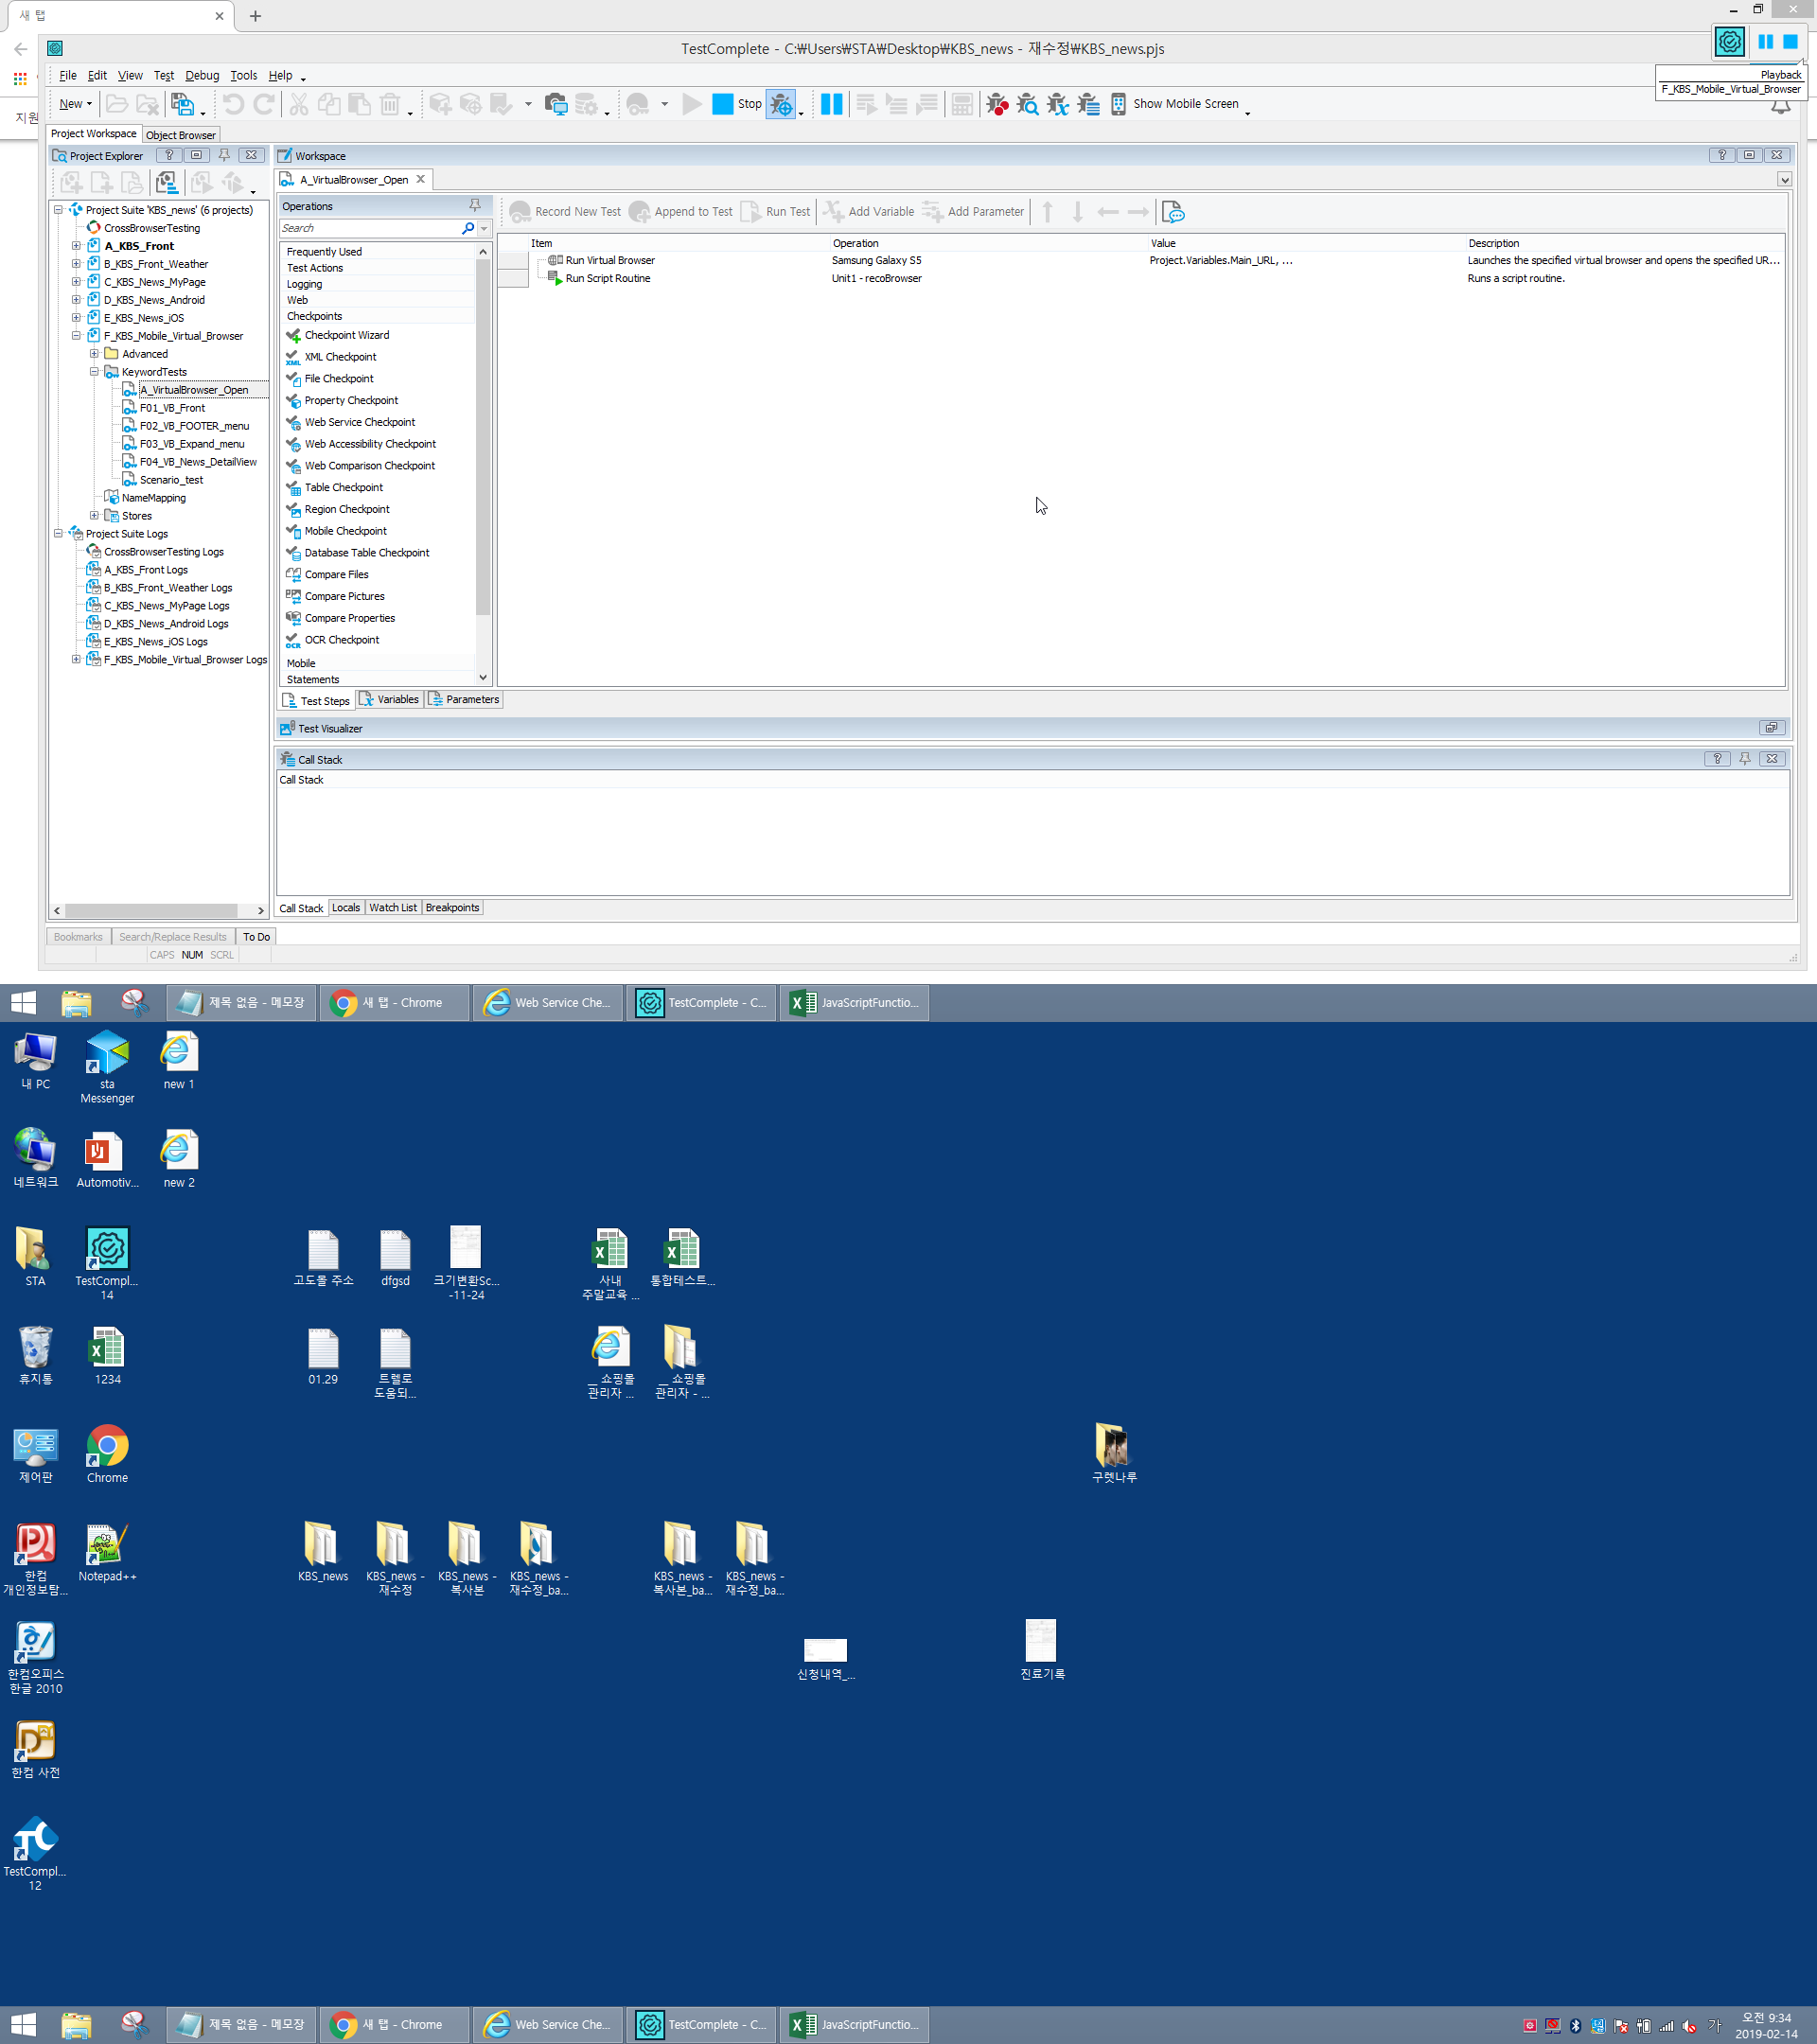 새 탭
TestComplete - C:₩Users₩STA₩Desktop₩KBS_news - 재수정₩KBS_news.pjs
Playback
F_KBS_Mobile_Virtual_Browser
File Edit View Test Debug Tools Help
New
Stop
Show Mobile Screen
지원
Project Workspace
Object Browser
Project Explorer
Project Suite 'KBS_news' (6 projects)
CrossBrowserTesting
A_KBS_Front
B_KBS_Front_Weather
C_KBS_News_MyPage
D_KBS_News_Android
E_KBS_News_iOS
F_KBS_Mobile_Virtual_Browser
Advanced
KeywordTests
A_VirtualBrowser_Open
F01_VB_Front
F02_VB_FOOTER_menu
F03_VB_Expand_menu
F04_VB_News_DetailView
Scenario_test
NameMapping
Stores
Project Suite Logs
CrossBrowserTesting Logs
A_KBS_Front Logs
B_KBS_Front_Weather Logs
C_KBS_News_MyPage Logs
D_KBS_News_Android Logs
E_KBS_News_iOS Logs
F_KBS_Mobile_Virtual_Browser Logs
Workspace
A_VirtualBrowser_Open
Operations
Search
Frequently Used
Test Actions
Logging
Web
Checkpoints
Checkpoint Wizard
XML Checkpoint
File Checkpoint
Property Checkpoint
Web Service Checkpoint
Web Accessibility Checkpoint
Web Comparison Checkpoint
Table Checkpoint
Region Checkpoint
Mobile Checkpoint
Database Table Checkpoint
Compare Files
Compare Pictures
Compare Properties
OCR Checkpoint
Mobile
Statements
Record New Test
Append to Test
Run Test
Add Variable
Add Parameter
Item Operation Value Description
Run Virtual Browser Samsung Galaxy S5 Project.Variables.Main_URL, ... Launches the specified virtual browser and opens the specified UR...
Run Script Routine Unit1 - recoBrowser Runs a script routine.
Test Steps
Variables
Parameters
Test Visualizer
Call Stack
Call Stack
Call Stack
Locals
Watch List
Breakpoints
Bookmarks
Search/Replace Results
To Do
CAPS NUM SCRL
제목 없음 - 메모장
새 탭 - Chrome
Web Service Che...
TestComplete - C...
JavaScriptFunctio...
내 PC
sta
Messenger
new 1
네트워크
Automotiv...
new 2
STA
TestCompl...
14
고도몰 주소
dfgsd
크기변환Sc...
-11-24
사내
주말교육 ...
통합테스트...
휴지통
1234
01.29
트렐로
도움되...
__ 쇼핑몰
관리자 ...
__ 쇼핑몰
관리자 - ...
제어판
Chrome
구렛나루
한컴
개인정보탐...
Notepad++
KBS_news
KBS_news -
재수정
KBS_news -
복사본
KBS_news -
재수정_ba...
KBS_news -
복사본_ba...
KBS_news -
재수정_ba...
한컴오피스
한글 2010
신청내역_...
진료기록
한컴 사전
TestCompl...
12
제목 없음 - 메모장
새 탭 - Chrome
Web Service Che...
TestComplete - C...
JavaScriptFunctio...
가
오전 9:34
2019-02-14